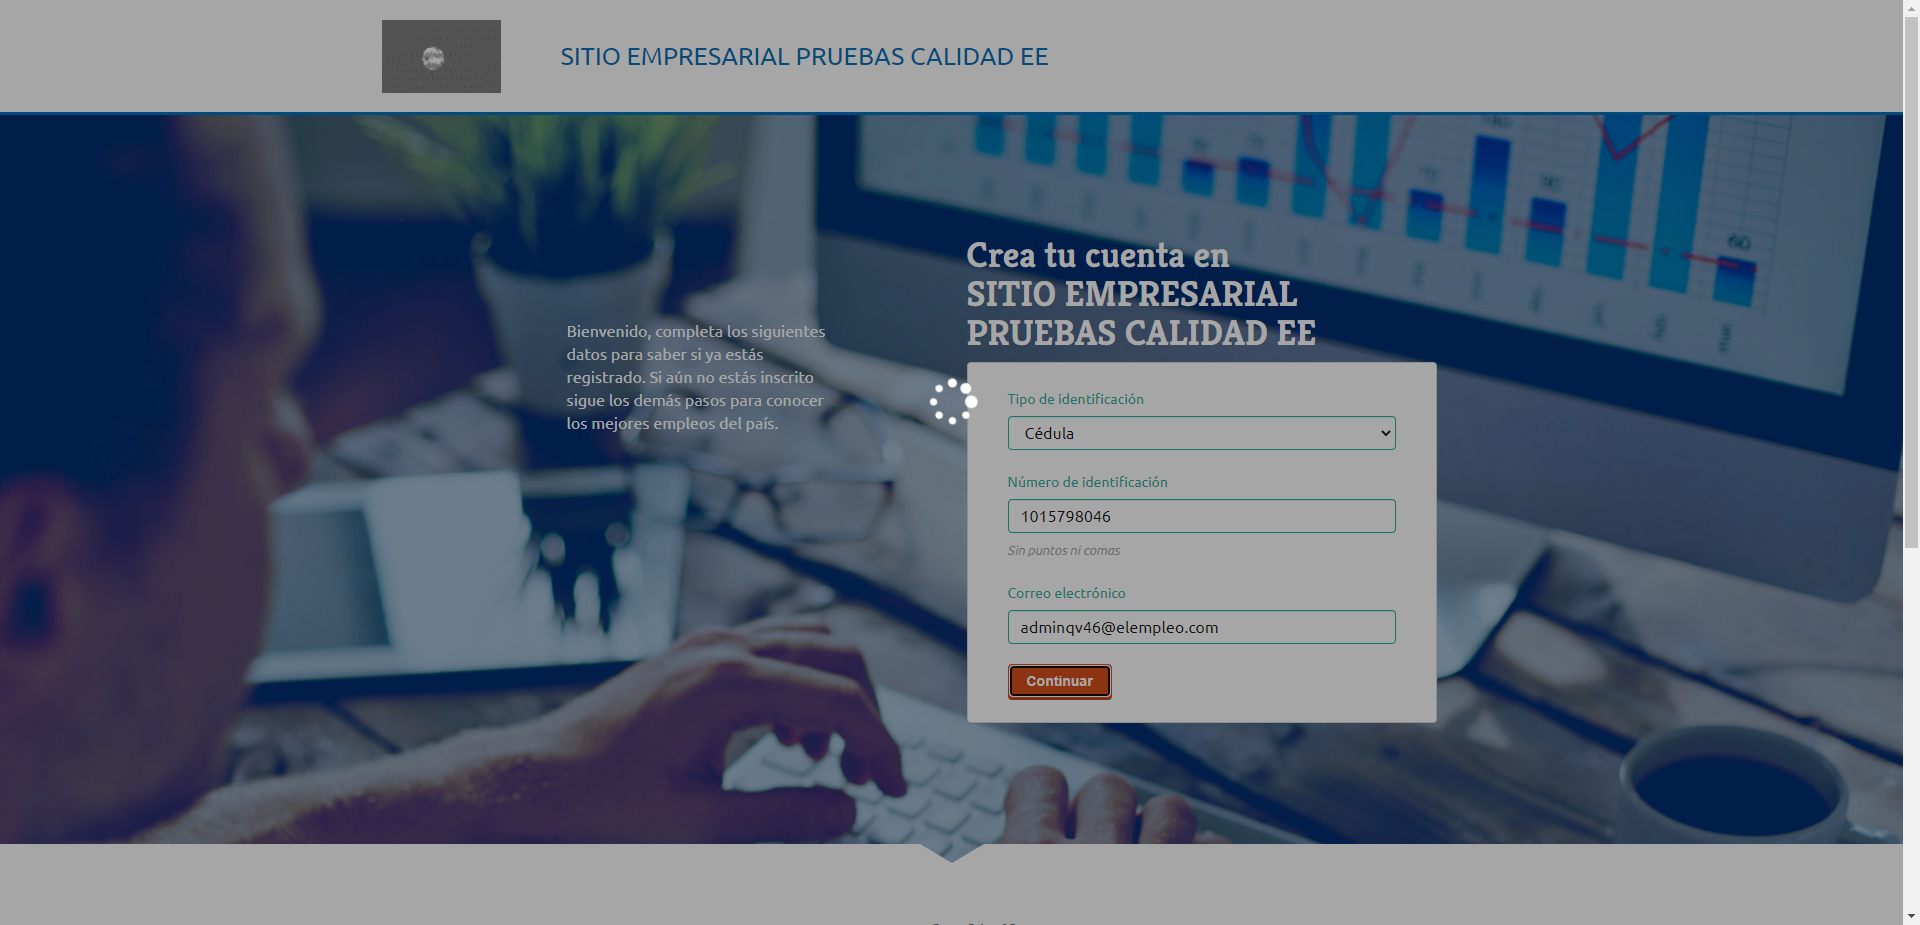 SITIO EMPRESARIAL PRUEBAS CALIDAD EE
Crea tu cuenta en
SITIO EMPRESARIAL
PRUEBAS CALIDAD EE
Bienvenido, completa los siguientes
datos para saber si ya estás
registrado. Si aún no estás inscrito
sigue los demás pasos para conocer
los mejores empleos del país.
Tipo de identificación
Cédula
Número de identificación
1015798046
Sin puntos ni comas
Correo electrónico
adminqv46@elempleo.com
Continuar
60